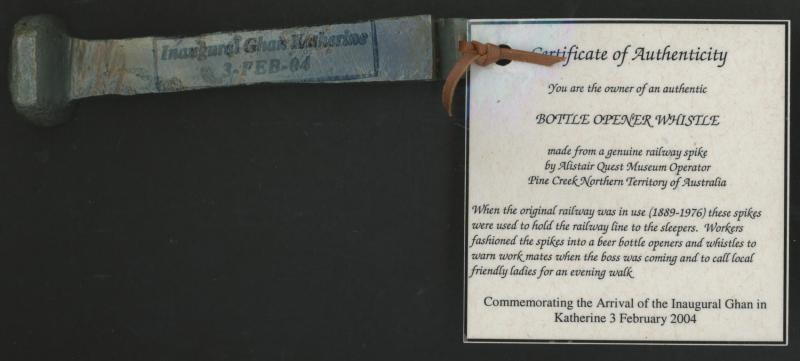 Inaugural Ghan Katherine
3-FEB-04
Certificate of Authenticity
You are the owner of an authentic
BOTTLE OPENER WHISTLE
made from a genuine railway spike
by Alistair Quest Museum Operator
Pine Creek Northern Territory of Australia
When the original railway was in use (1889-1976) these spikes
were used to hold the railway line to the sleepers. Workers
fashioned the spikes into a beer bottle openers and whistles to
warn work mates when the boss was coming and to call local
friendly ladies for an evening walk
Commemorating the Arrival of the Inaugural Ghan in
Katherine 3 February 2004